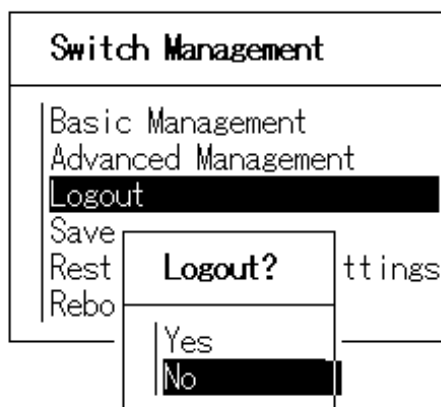 Switch Management
Basic Management
Advanced Management
Logout
Save
Rest ttings
Rebo
Logout?
Yes
No